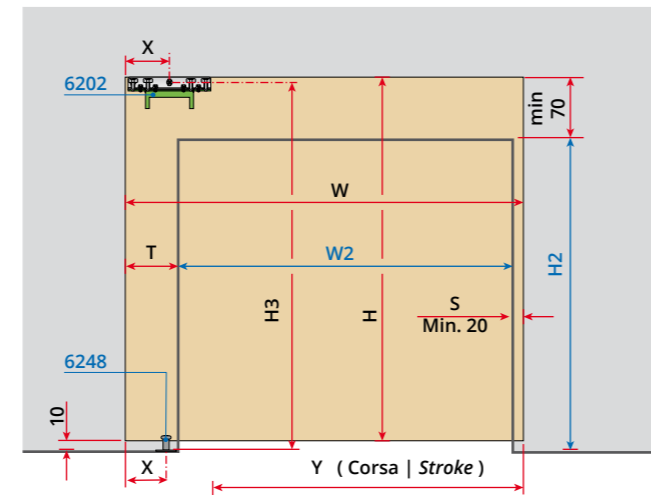 X
6202
min
70
W
T
W2
H3
H
H2
S
Min. 20
6248
10
X
Y ( Corsa | Stroke )